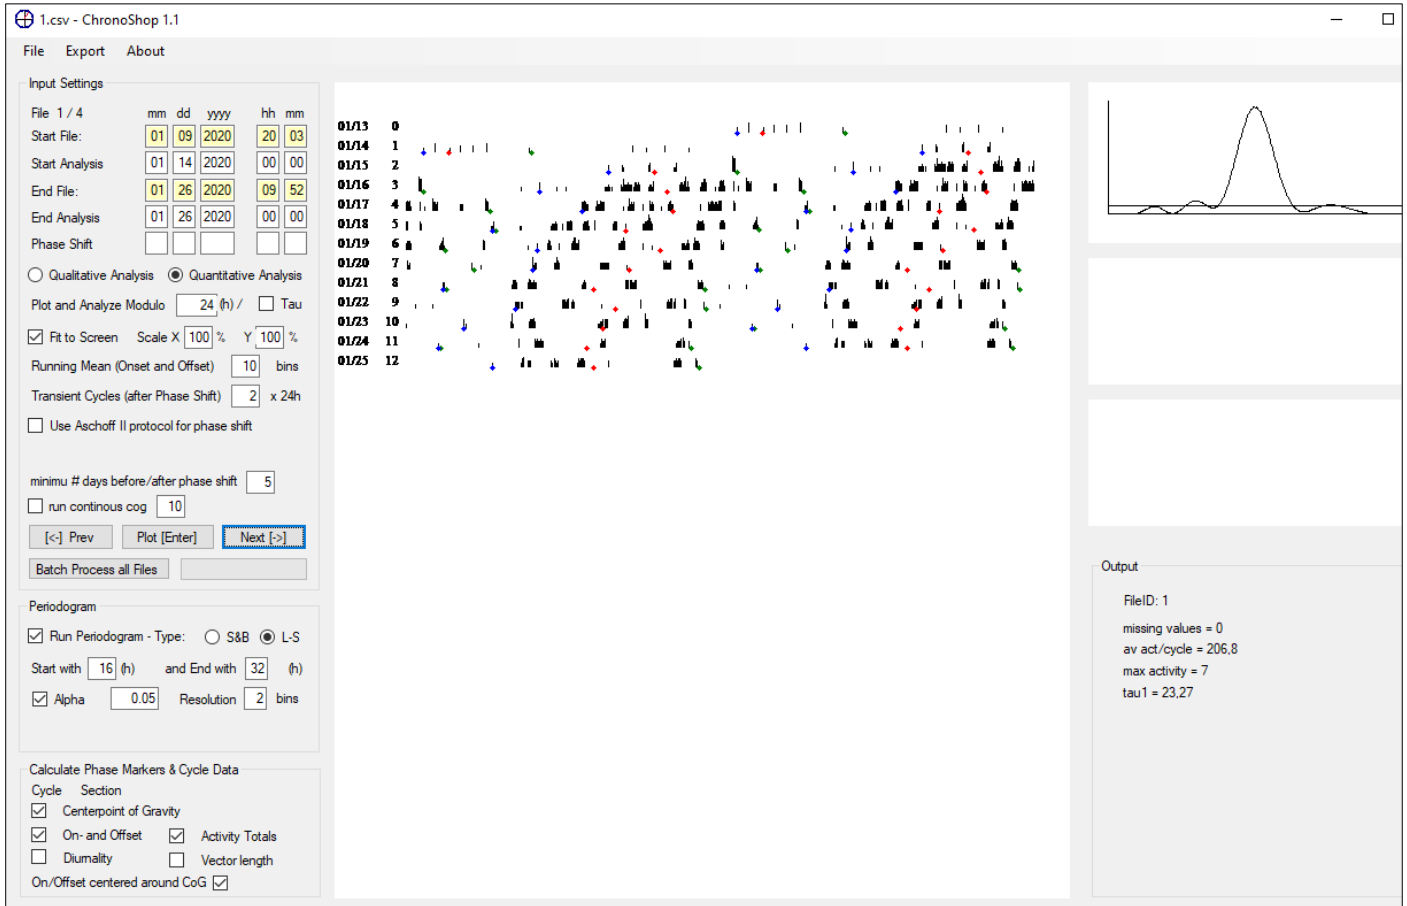 1.csv - ChronoShop 1.1
File Export About
Input Settings
File 1 / 4 mm dd yyyy hh mm
Start File: 01 09 2020 20 03
Start Analysis 01 14 2020 00 00
End File: 01 26 2020 09 52
End Analysis 01 26 2020 00 00
Phase Shift
Qualitative Analysis Quantitative Analysis
Plot and Analyze Modulo 24 (h) / Tau
Fit to Screen Scale X 100 % Y 100 %
Running Mean (Onset and Offset) 10 bins
Transient Cycles (after Phase Shift) 2 x 24h
Use Aschoff II protocol for phase shift
minimu # days before/after phase shift 5
run continous cog 10
[<-] Prev Plot [Enter] Next [->]
Batch Process all Files
Periodogram
Run Periodogram - Type: S&B L-S
Start with 16 (h) and End with 32 (h)
Alpha 0.05 Resolution 2 bins
Calculate Phase Markers & Cycle Data
Cycle Section
Centerpoint of Gravity
On- and Offset Activity Totals
Diurnality Vector length
On/Offset centered around CoG
01/13 0
01/14 1
01/15 2
01/16 3
01/17 4
01/18 5
01/19 6
01/20 7
01/21 8
01/22 9
01/23 10
01/24 11
01/25 12
Output
FileID: 1
missing values = 0
av act/cycle = 206,8
max activity = 7
tau1 = 23,27